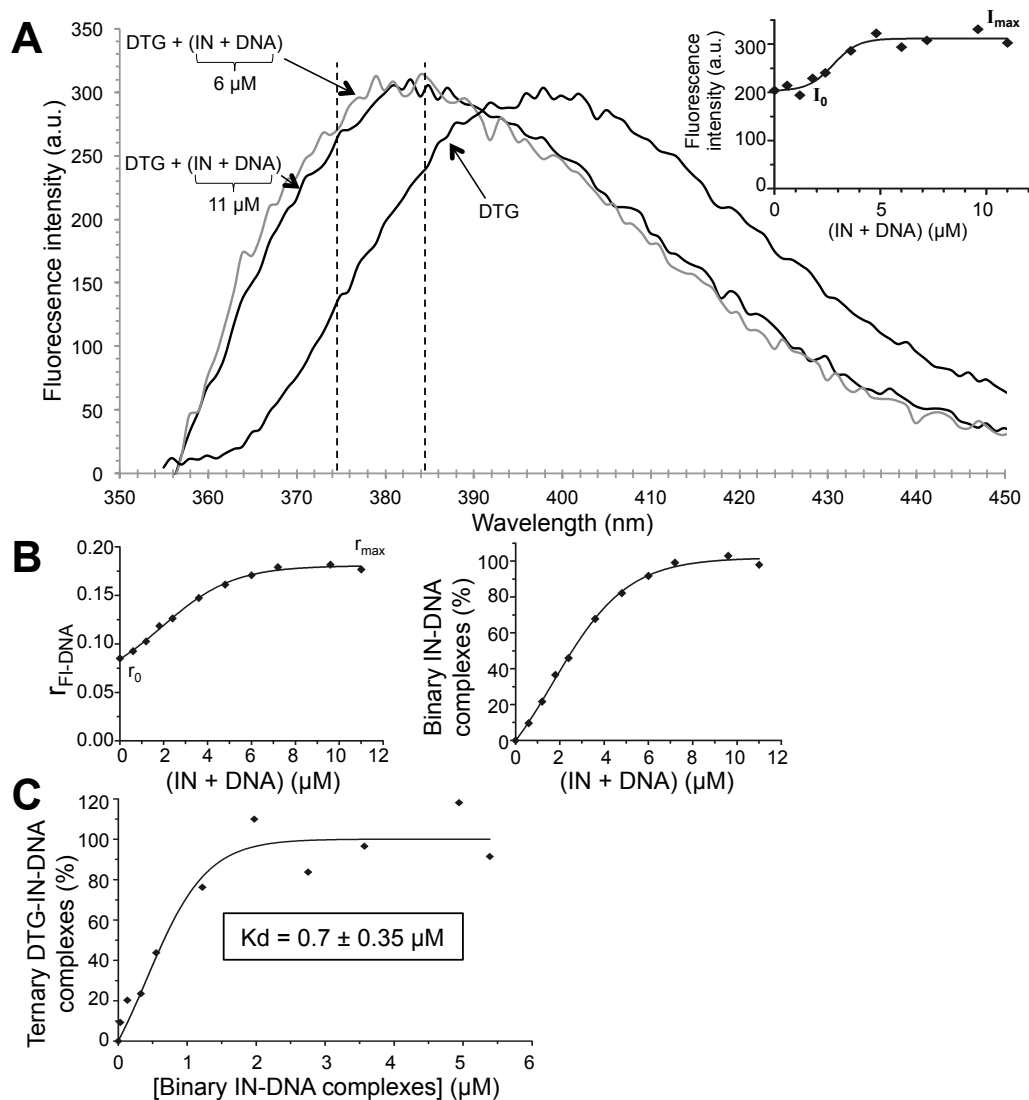 A
DTG + (IN + DNA)
6 µM
DTG + (IN + DNA)
11 µM
DTG
Fluorecsence intensity (a.u.)
350
300
250
200
150
100
50
0
350 360 370 380 390 400 410 420 430 440 450
Wavelength (nm)
Fluorescence
intensity (a.u.)
300
200
100
0
I₀
Iₘₐₓ
0 5 10
(IN + DNA) (µM)
B
r_FI-DNA
0.20
0.15
0.10
0.05
0.00
r₀
rₘₐₓ
0 2 4 6 8 10 12
(IN + DNA) (µM)
Binary IN-DNA
complexes (%)
100
80
60
40
20
0
0 2 4 6 8 10 12
(IN + DNA) (µM)
C
Ternary DTG-IN-DNA
complexes (%)
120
100
80
60
40
20
0
Kd = 0.7 ± 0.35 µM
0 1 2 3 4 5 6
[Binary IN-DNA complexes] (µM)